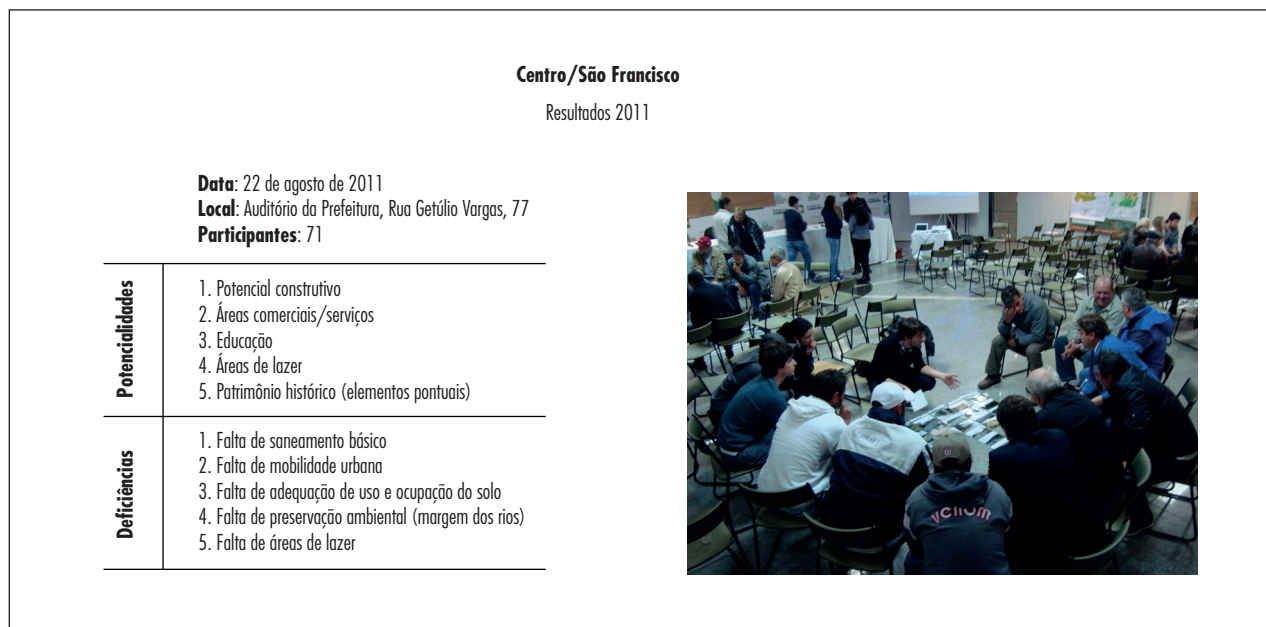 Centro/São Francisco
Resultados 2011
Data: 22 de agosto de 2011
Local: Auditório da Prefeitura, Rua Getúlio Vargas, 77
Participantes: 71
Potencialidades
1. Potencial construtivo
2. Áreas comerciais/serviços
3. Educação
4. Áreas de lazer
5. Patrimônio histórico (elementos pontuais)
Deficiências
1. Falta de saneamento básico
2. Falta de mobilidade urbana
3. Falta de adequação de uso e ocupação do solo
4. Falta de preservação ambiental (margem dos rios)
5. Falta de áreas de lazer
venom